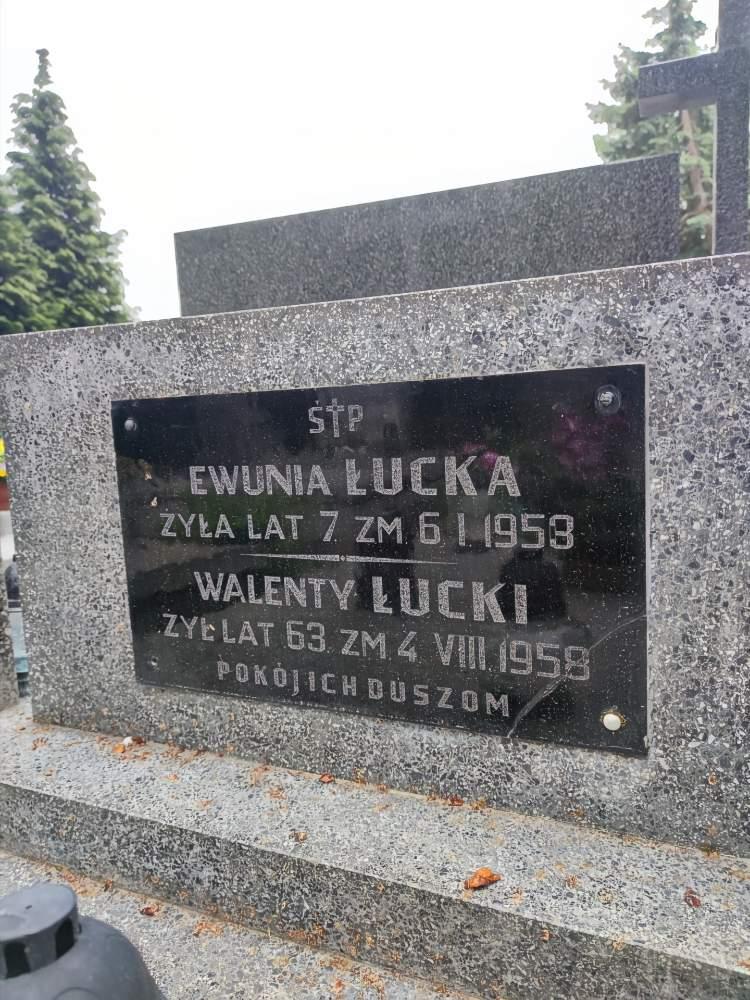 Ś†P
EWUNIA ŁUCKA
ŻYŁA LAT 7 ZM 6 I 1958
WALENTY ŁUCKI
ŻYŁ LAT 63. ZM. 4 VIII. 1958
POKÓJ ICH DUSZOM